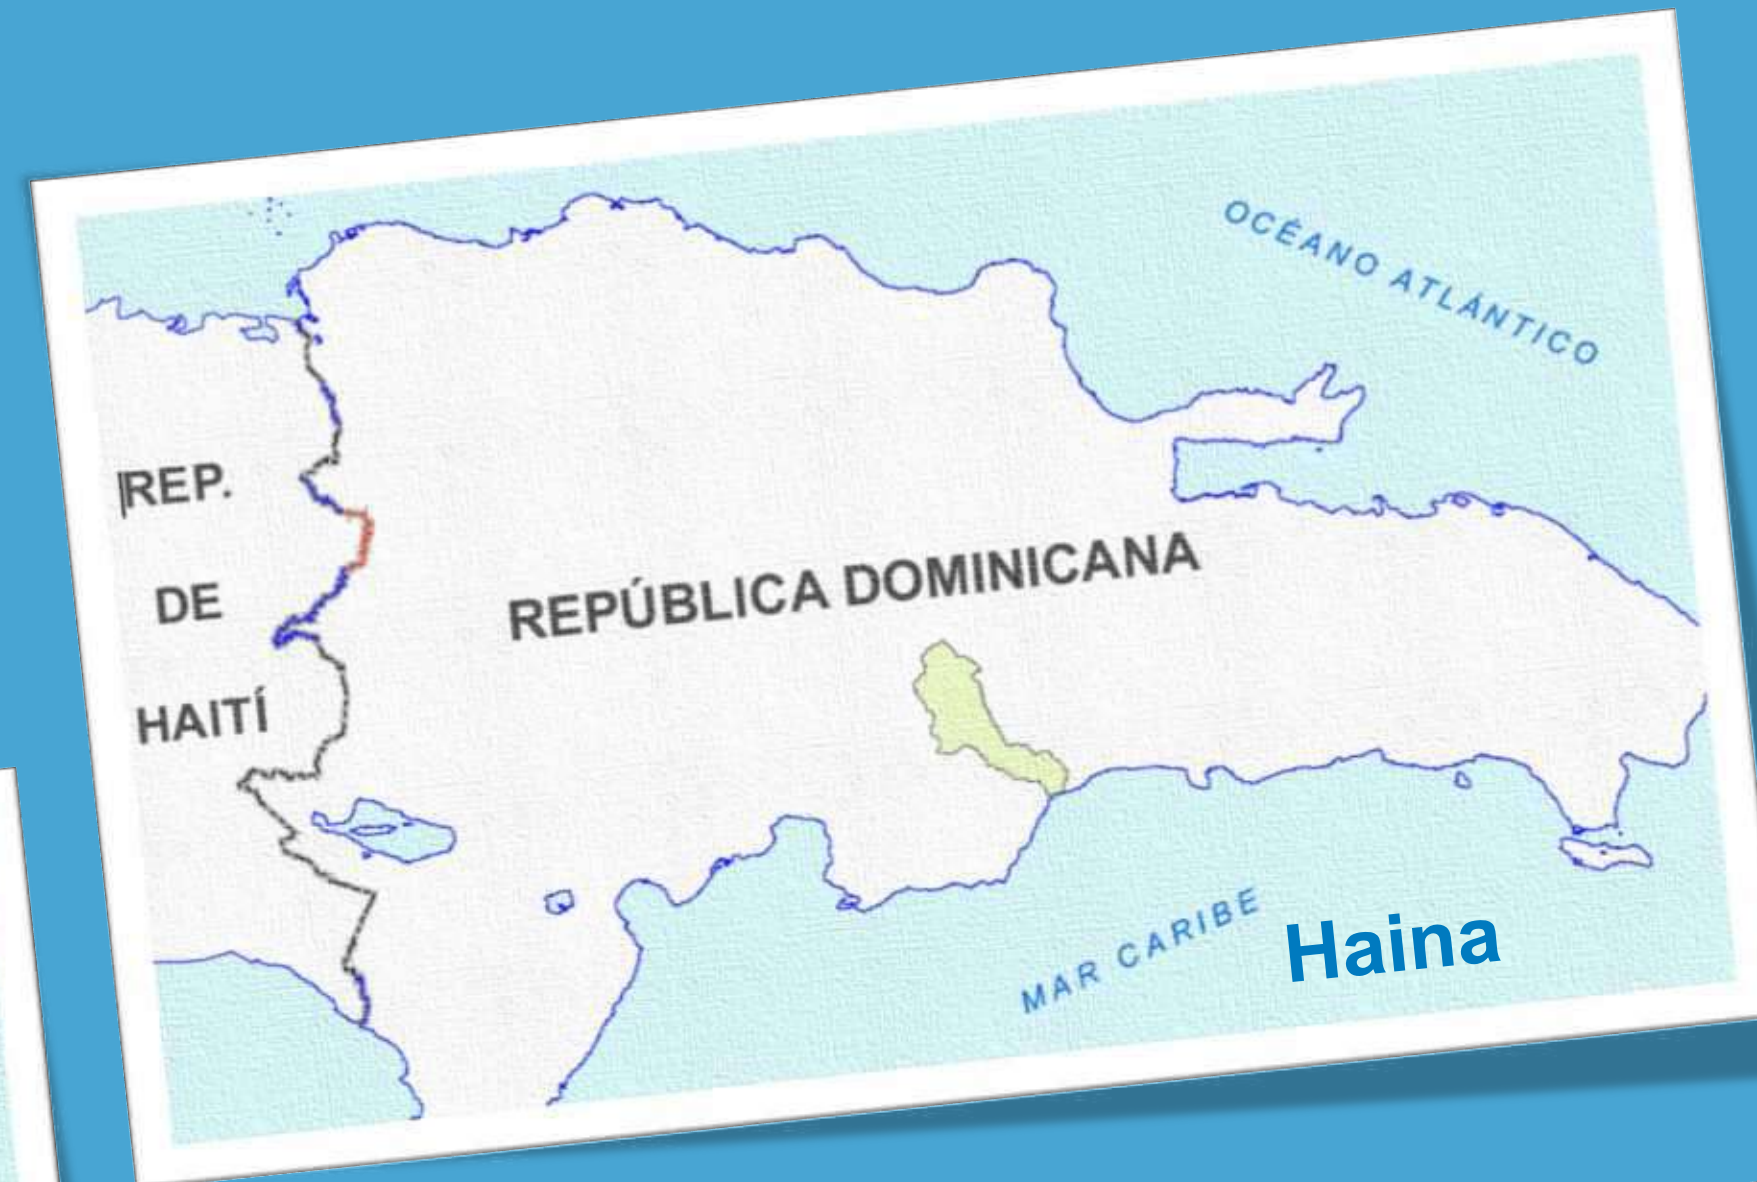 OCÉANO ATLÁNTICO
REP.
DE
HAITÍ
REPÚBLICA DOMINICANA
MAR CARIBE
Haina